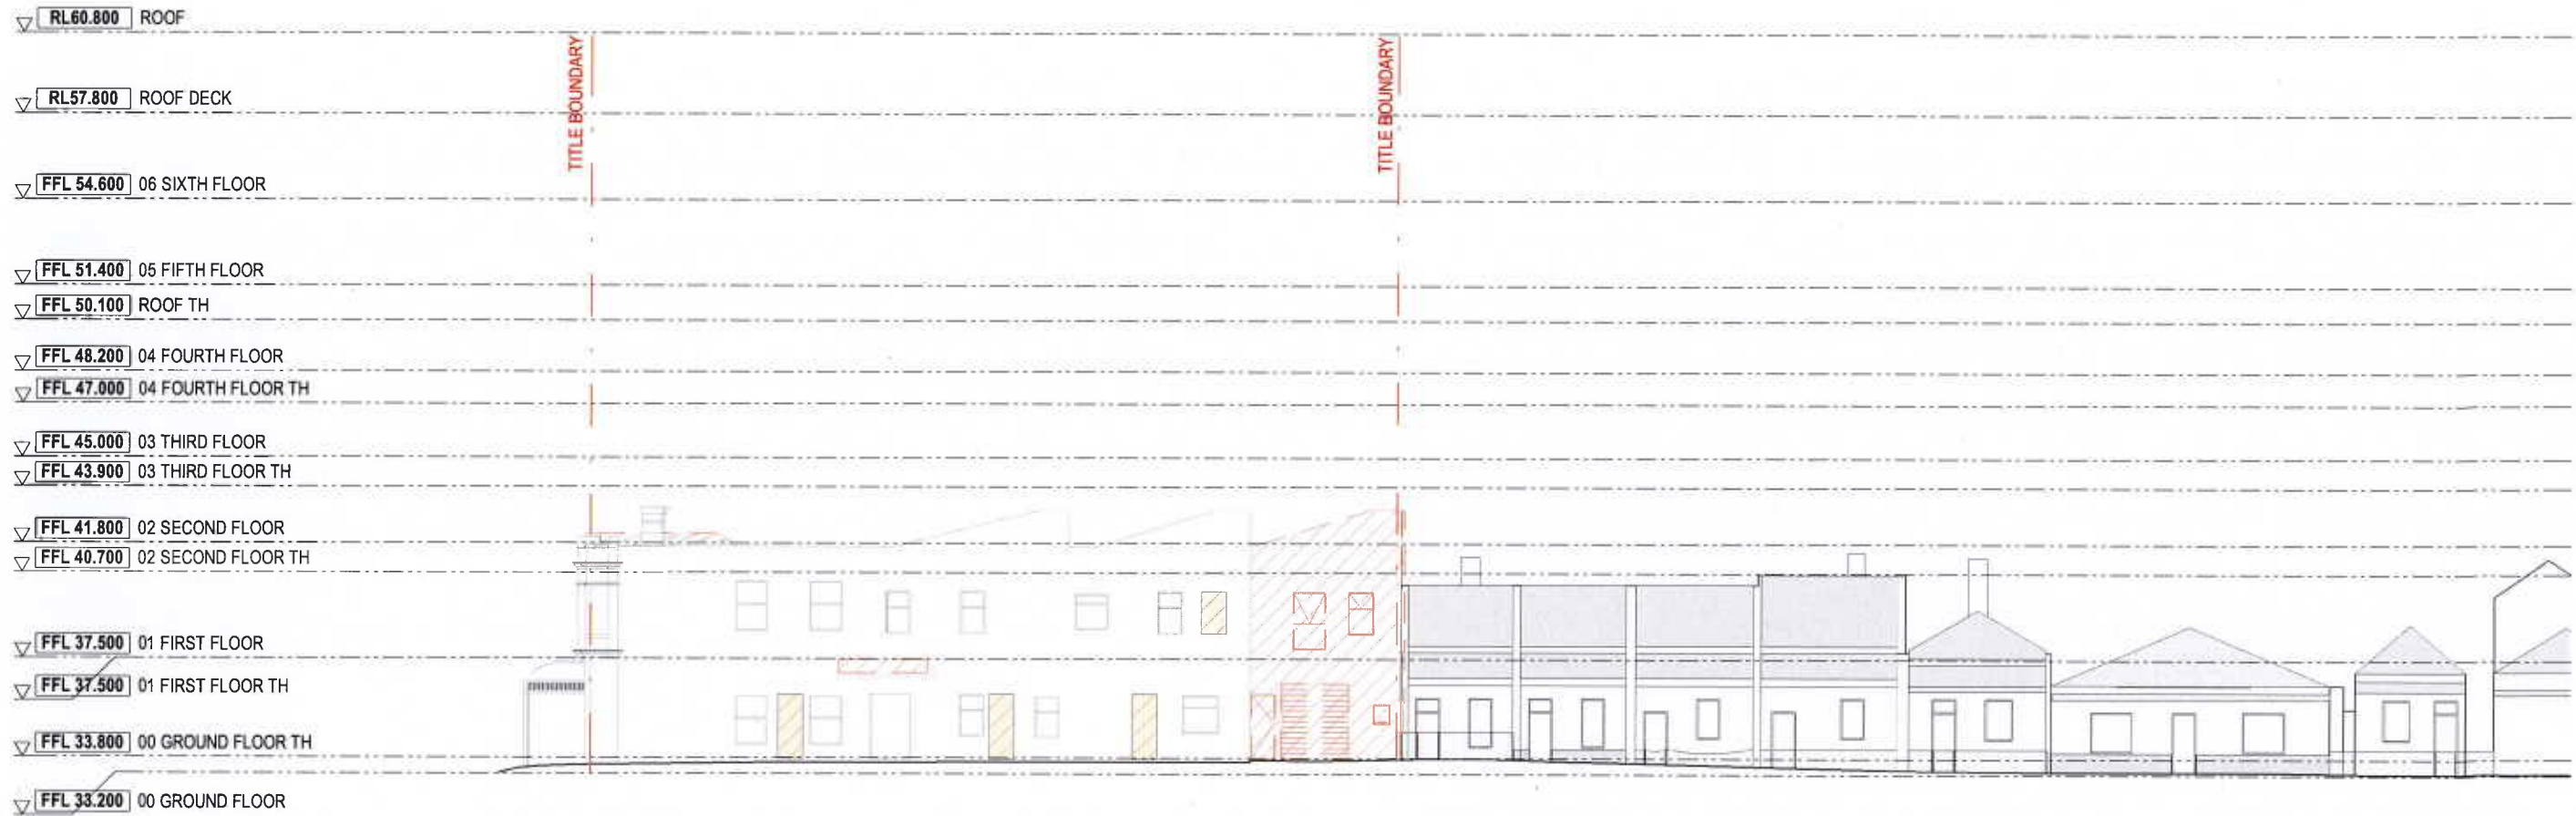 RL60.800 ROOF
TITLE BOUNDARY
TITLE BOUNDARY
RL57.800 ROOF DECK
FFL 54.600 06 SIXTH FLOOR
FFL 51.400 05 FIFTH FLOOR
FFL 50.100 ROOF TH
FFL 48.200 04 FOURTH FLOOR
FFL 47.000 04 FOURTH FLOOR TH
FFL 45.000 03 THIRD FLOOR
FFL 43.900 03 THIRD FLOOR TH
FFL 41.800 02 SECOND FLOOR
FFL 40.700 02 SECOND FLOOR TH
FFL 37.500 01 FIRST FLOOR
FFL 37.500 01 FIRST FLOOR TH
FFL 33.800 00 GROUND FLOOR TH
FFL 33.200 00 GROUND FLOOR